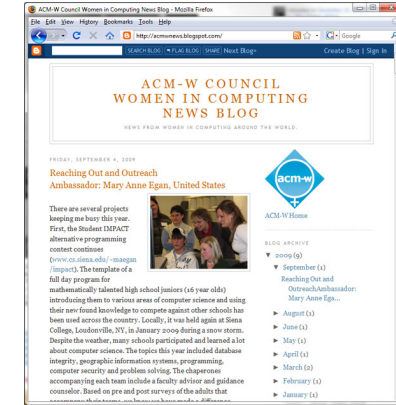 ACM-W Council Women in Computing News Blog - Mozilla Firefox
File Edit View History Bookmarks Tools Help
http://acmwnews.blogspot.com/
Google
SEARCH BLOG FLAG BLOG SHARE Next Blog»
Create Blog | Sign In
ACM-W COUNCIL
WOMEN IN COMPUTING
NEWS BLOG
NEWS FROM WOMEN IN COMPUTING AROUND THE WORLD.
FRIDAY, SEPTEMBER 4, 2009
Reaching Out and Outreach
Ambassador: Mary Anne Egan, United States
There are several projects
keeping me busy this year.
First, the Student IMPACT
alternative programming
contest continues
(www.cs.siena.edu/~maegan
/impact). The template of a
full day program for
mathematically talented high school juniors (16 year olds)
introducing them to various areas of computer science and using
their new found knowledge to compete against other schools has
been used across the country. Locally, it was held again at Siena
College, Loudonville, NY, in January 2009 during a snow storm.
Despite the weather, many schools participated and learned a lot
about computer science. The topics this year included database
integrity, geographic information systems, programming,
computer security and problem solving. The chaperones
accompanying each team include a faculty advisor and guidance
counselor. Based on pre and post surveys of the adults that
acm-w
ACM-W Home
BLOG ARCHIVE
▼ 2009 (9)
▼ September (1)
Reaching Out and
OutreachAmbassador:
Mary Anne Ega...
► August (1)
► June (1)
► May (1)
► April (1)
► March (2)
► February (1)
► January (1)